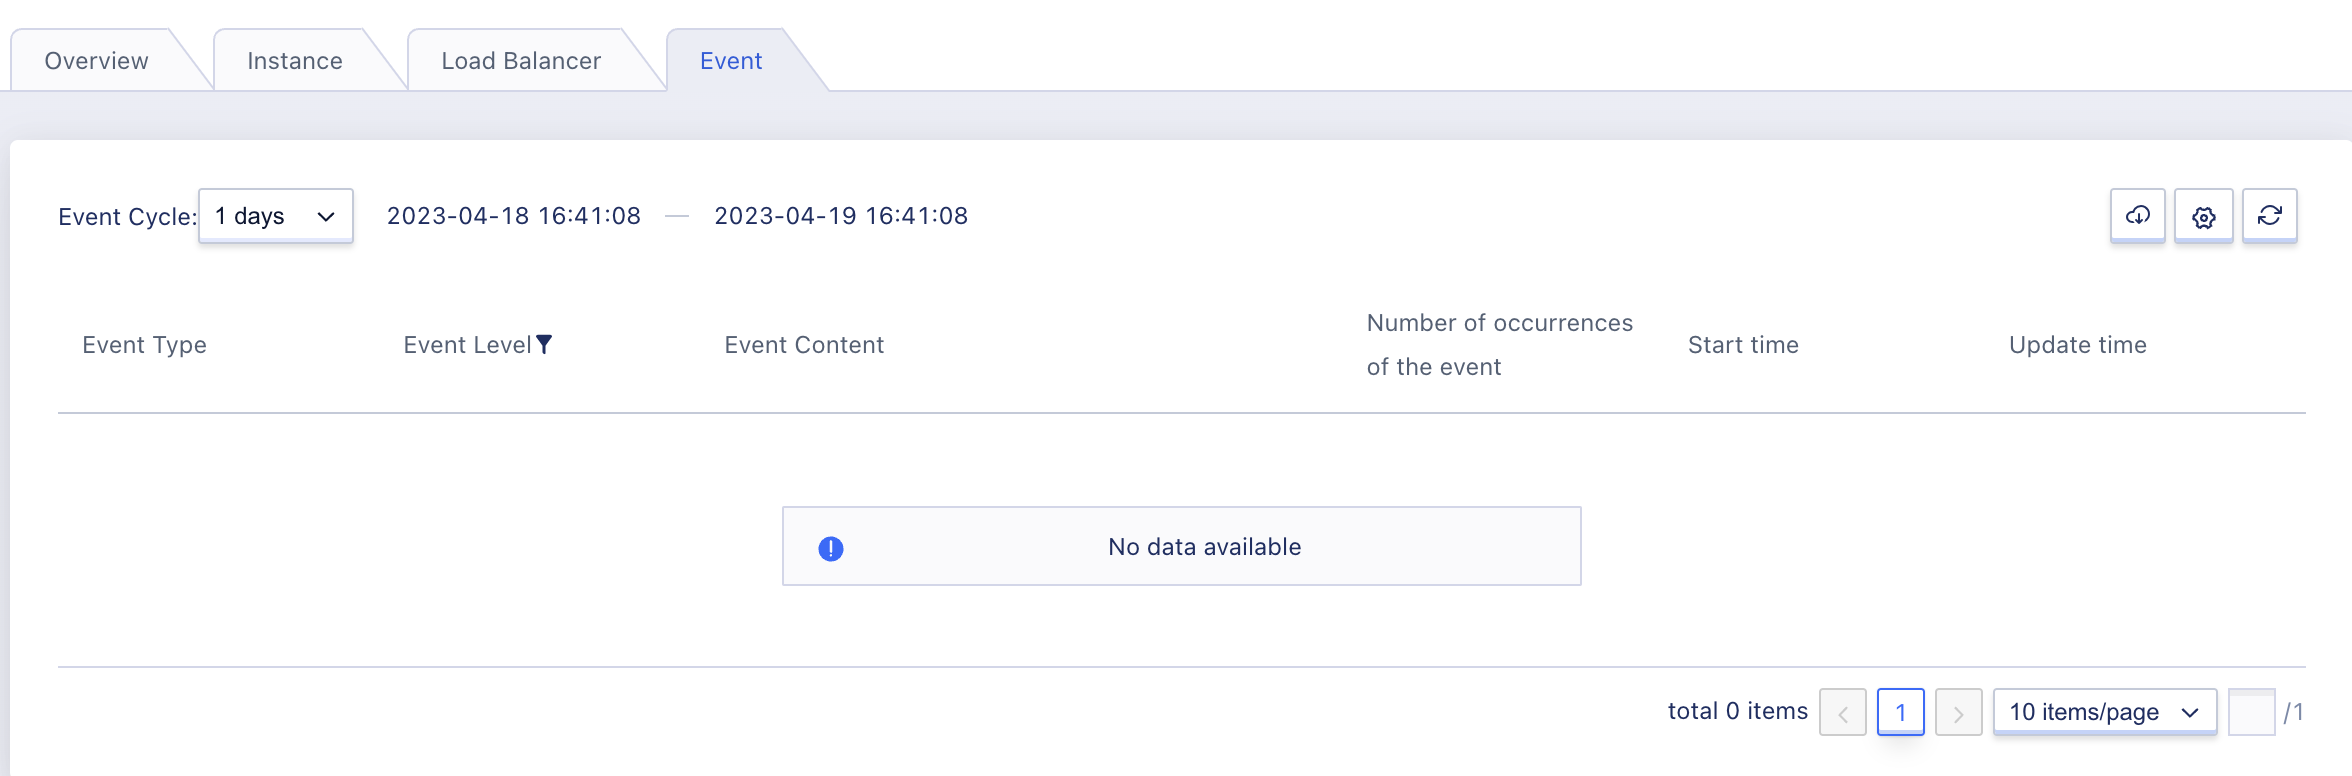 Overview Instance Load Balancer Event
Event Cycle: 1 days 2023-04-18 16:41:08 — 2023-04-19 16:41:08
Event Type Event Level Event Content Number of occurrences of the event Start time Update time
No data available
total 0 items 1 10 items/page /1